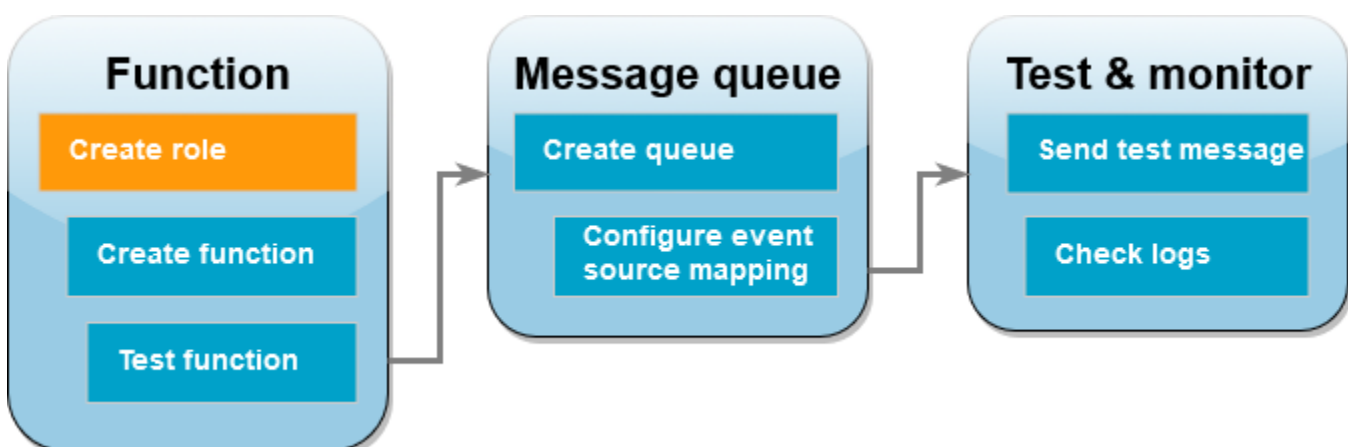 Function
Create role
Create function
Test function
Message queue
Create queue
Configure event
source mapping
Test & monitor
Send test message
Check logs